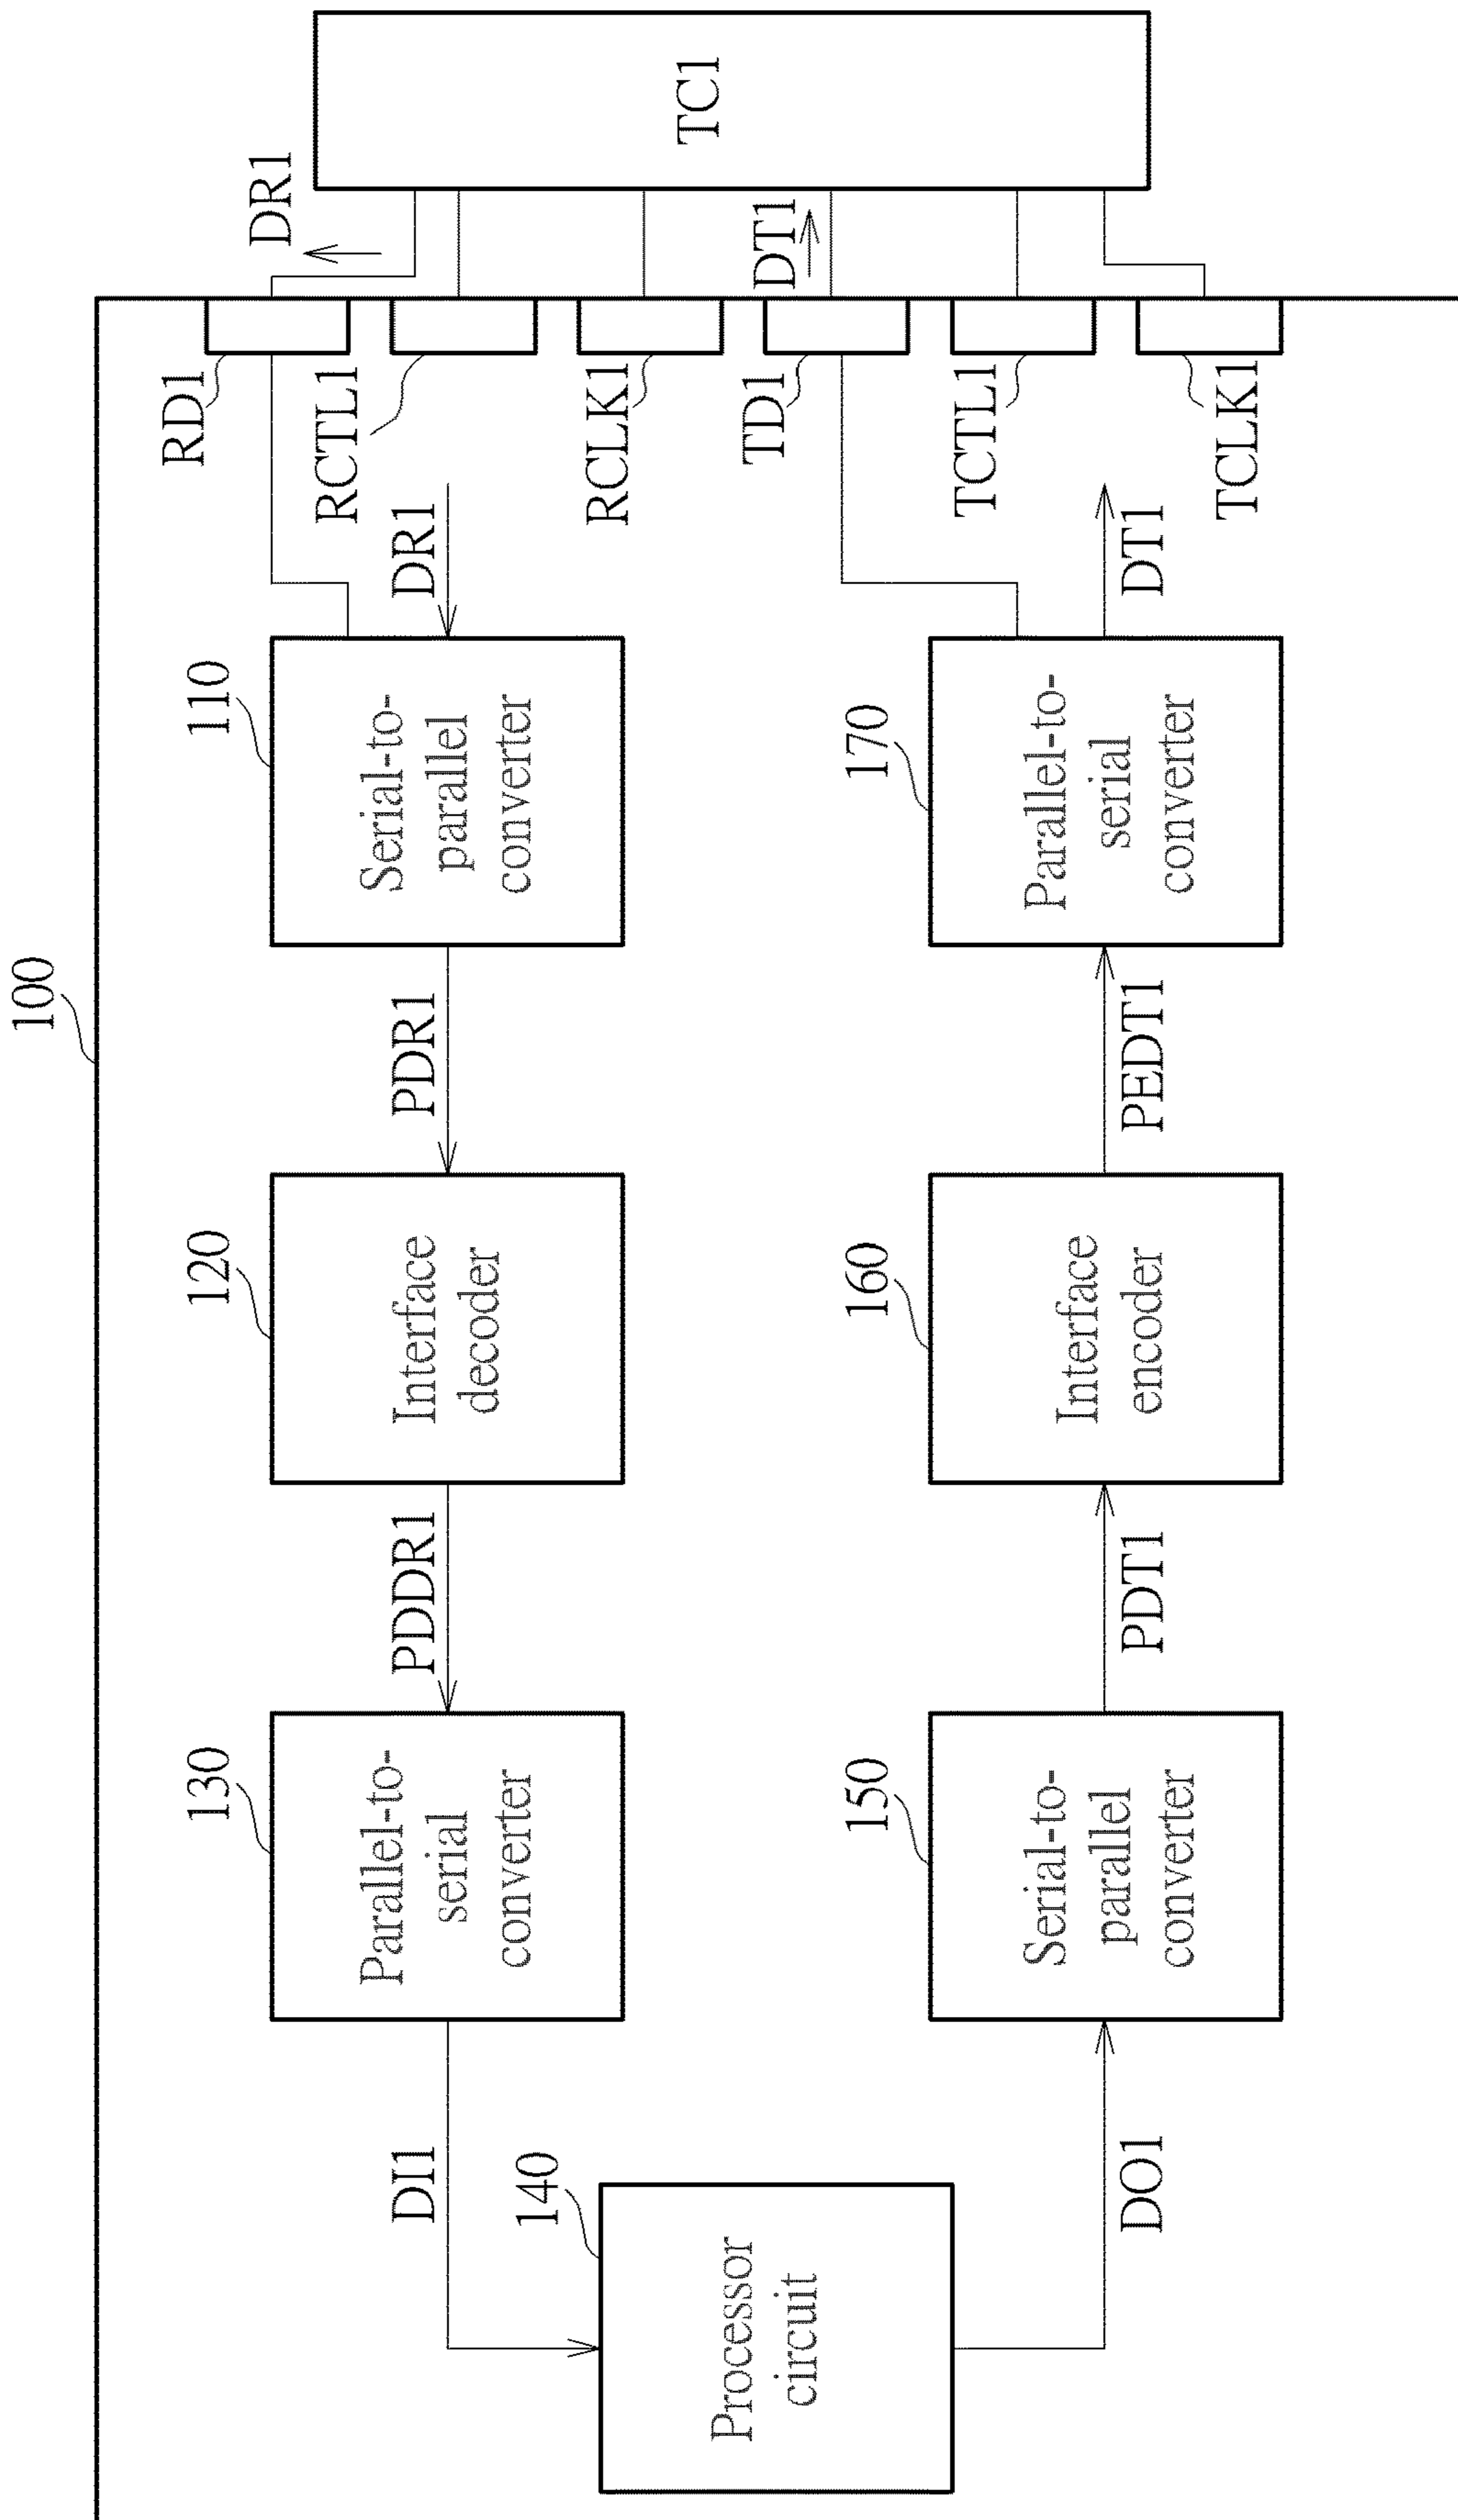 100
DI1
130
Parallel-to-
serial
converter
PDDR1
120
Interface
decoder
PDR1
110
Serial-to-
parallel
converter
DR1
RD1
RCTL1
RCLK1
DR1
140
Processor
circuit
TC1
DO1
150
Serial-to-
parallel
converter
PDT1
160
Interface
encoder
PEDT1
170
Parallel-to-
serial
converter
DT1
TD1
TCTL1
TCLK1
DT1